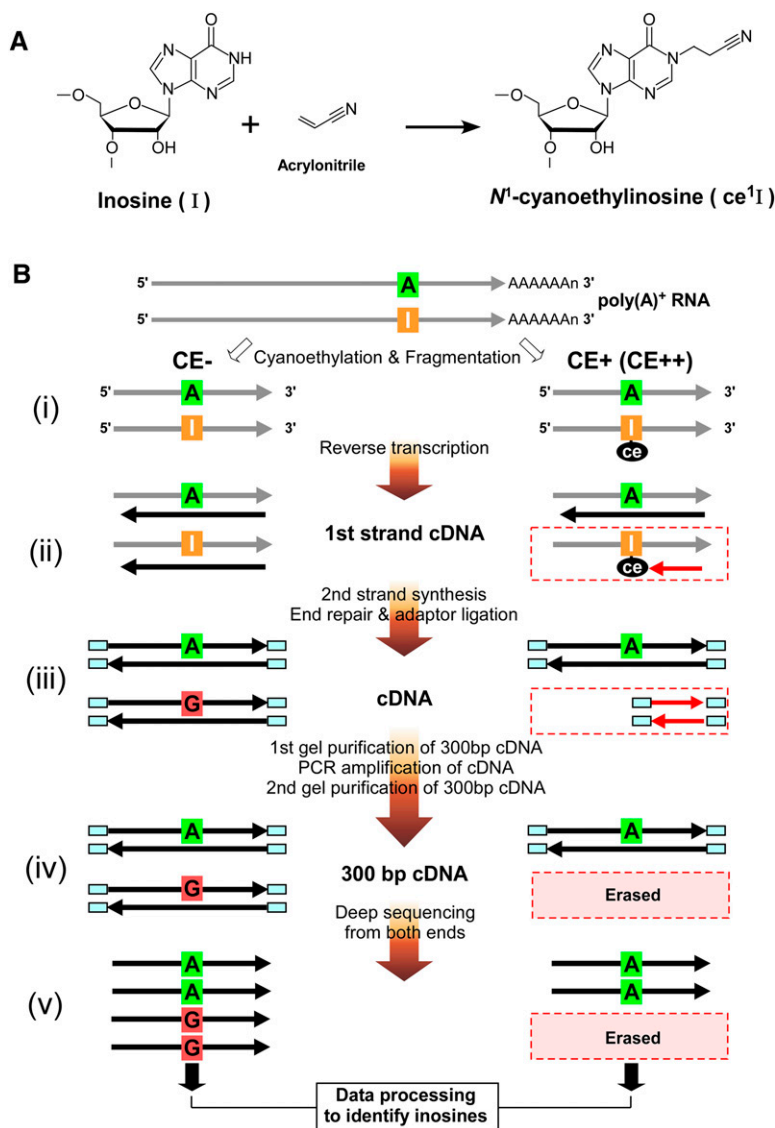 A
O
N
NH
N
N
O
O
O
OH
I
+
N
Acrylonitrile
Inosine ( I )
O
N
N
N
N
N
O
O
O
OH
I
N¹-cyanoethylinosine ( ce¹I )
B
5' A AAAAAAn 3'
poly(A)⁺ RNA
5' I AAAAAAn 3'
CE-
Cyanoethylation & Fragmentation
CE+ (CE++)
(i)
5' A 3'
5' I 3'
5' A 3'
5' I 3'
ce
Reverse transcription
(ii)
A
I
1st strand cDNA
A
I
ce
2nd strand synthesis
End repair & adaptor ligation
(iii)
A
G
cDNA
A
1st gel purification of 300bp cDNA
PCR amplification of cDNA
2nd gel purification of 300bp cDNA
(iv)
A
G
300 bp cDNA
A
Erased
Deep sequencing
from both ends
(v)
A
A
G
G
A
A
Erased
Data processing
to identify inosines